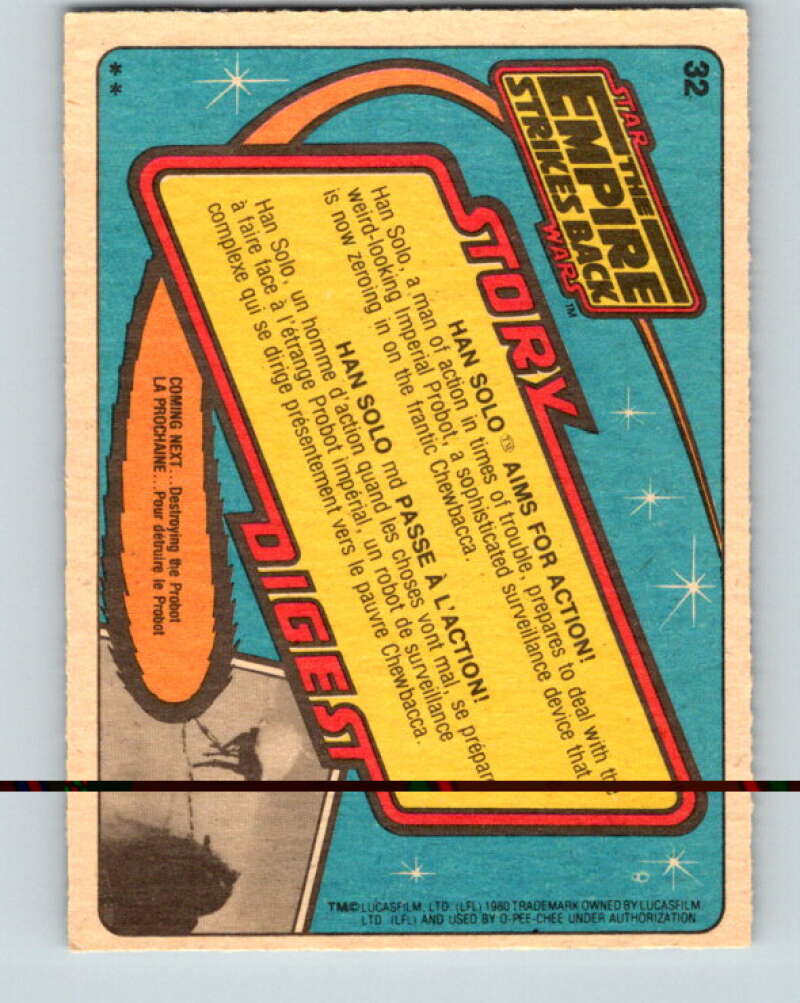 32
STAR
THE
EMPIRE
STRIKES BACK
WARS TM
STORY
HAN SOLO TM AIMS FOR ACTION!
Han Solo, a man of action in times of trouble, prepares to deal with the
weird-looking Imperial Probot, a sophisticated surveillance device that
is now zeroing in on the frantic Chewbacca.
HAN SOLO md PASSE À L'ACTION!
Han Solo, un homme d'action quand les choses vont mal, se prépare
à faire face à l'étrange Probot impérial, un robot de surveillance
complexe qui se dirige présentement vers le pauvre Chewbacca.
DIGEST
COMING NEXT...Destroying the Probot
LA PROCHAINE...Pour détruire le Probot
TM© LUCASFILM, LTD. (LFL) 1980 TRADEMARK OWNED BY LUCASFILM,
LTD. (LFL) AND USED BY O-PEE-CHEE UNDER AUTHORIZATION
**